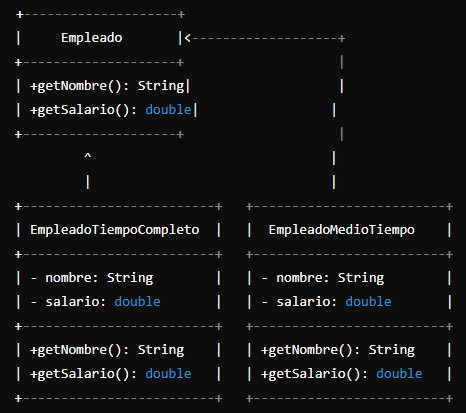 +--------------------+
|     Empleado       |<-------------------+
+--------------------+                    |
| +getNombre(): String|                   |
| +getSalario(): double|                 |
+--------------------+                    |
         ^                               |
         |                               |
+--------------------------+   +--------------------------+
| EmpleadoTiempoCompleto  |   |  EmpleadoMedioTiempo    |
+--------------------------+   +--------------------------+
| - nombre: String        |   | - nombre: String        |
| - salario: double       |   | - salario: double       |
+--------------------------+   +--------------------------+
| +getNombre(): String    |   | +getNombre(): String    |
| +getSalario(): double   |   | +getSalario(): double   |
+--------------------------+   +--------------------------+